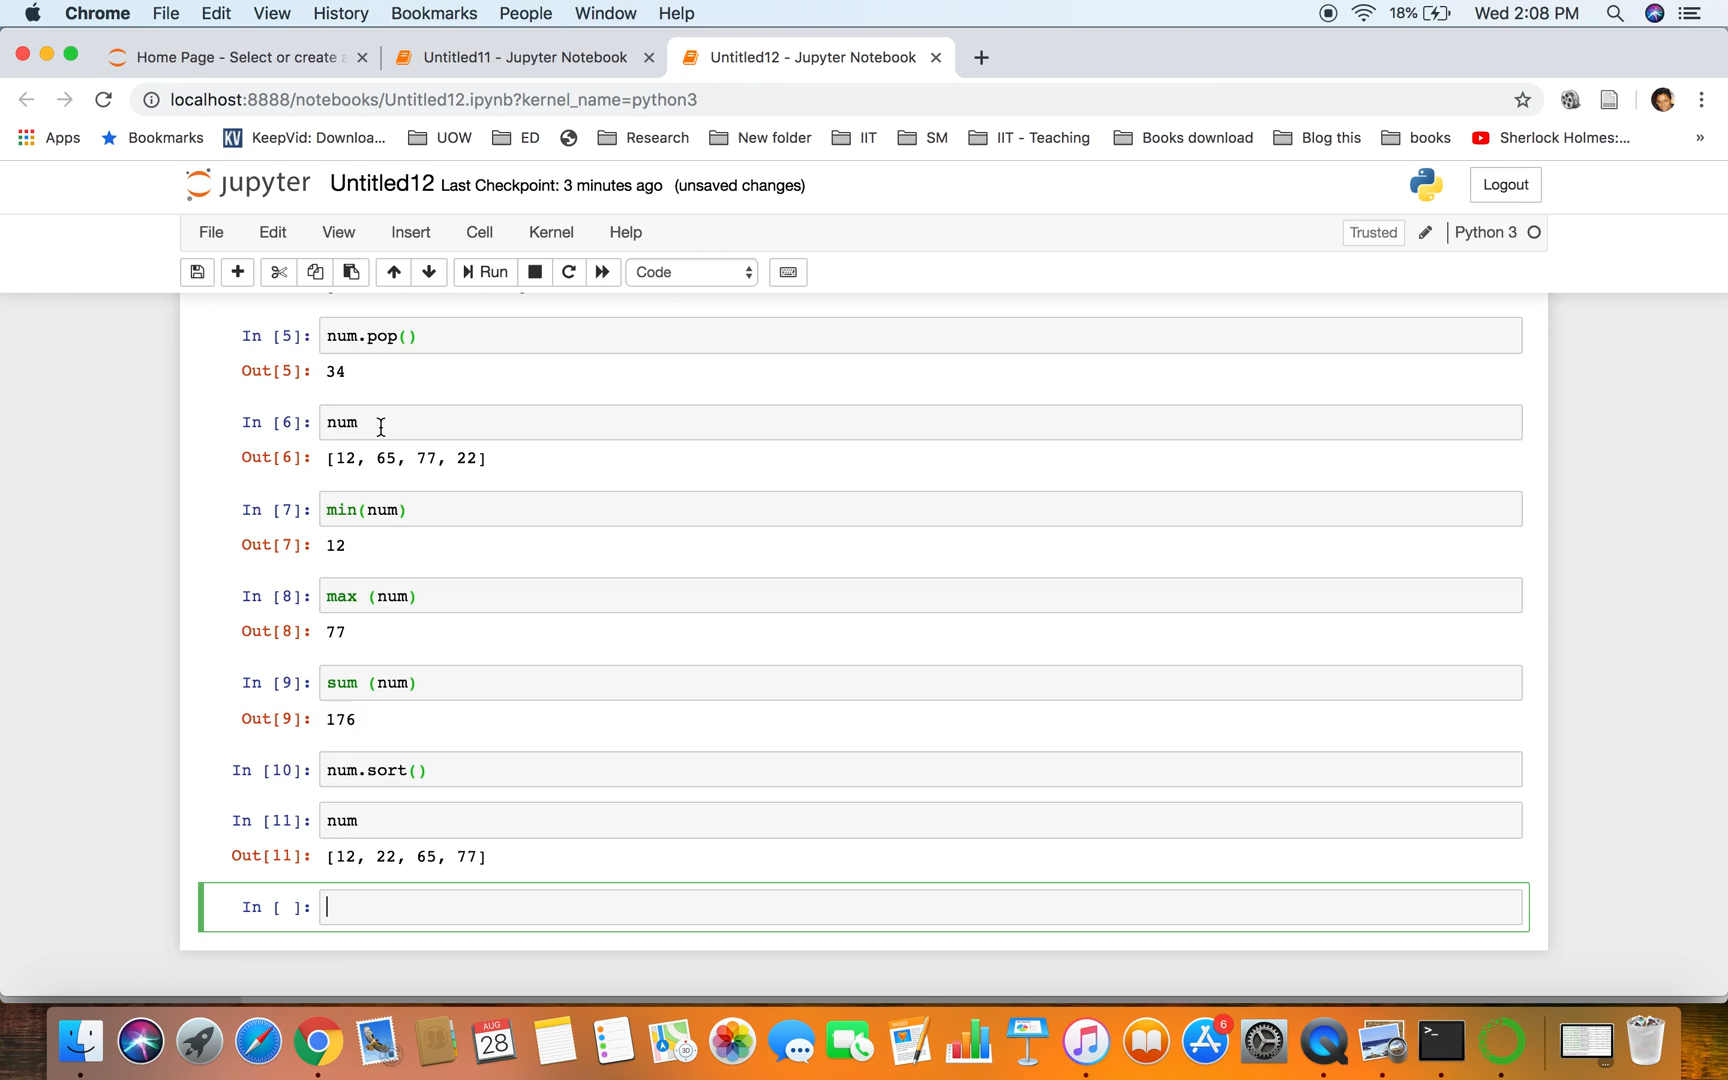 Chrome File Edit View History Bookmarks People Window Help 18% Wed 2:08 PM
Home Page - Select or create a Untitled11 - Jupyter Notebook Untitled12 - Jupyter Notebook
localhost:8888/notebooks/Untitled12.ipynb?kernel_name=python3
Apps Bookmarks KV KeepVid: Downloa... UOW ED Research New folder IIT SM IIT - Teaching Books download Blog this books Sherlock Holmes:... »
jupyter Untitled12 Last Checkpoint: 3 minutes ago (unsaved changes) Logout
File Edit View Insert Cell Kernel Help Trusted Python 3
Run Code
In [5]: num.pop()
Out[5]: 34
In [6]: num
Out[6]: [12, 65, 77, 22]
In [7]: min(num)
Out[7]: 12
In [8]: max (num)
Out[8]: 77
In [9]: sum (num)
Out[9]: 176
In [10]: num.sort()
In [11]: num
Out[11]: [12, 22, 65, 77]
In [ ]:
AUG
28
3D
6
>_